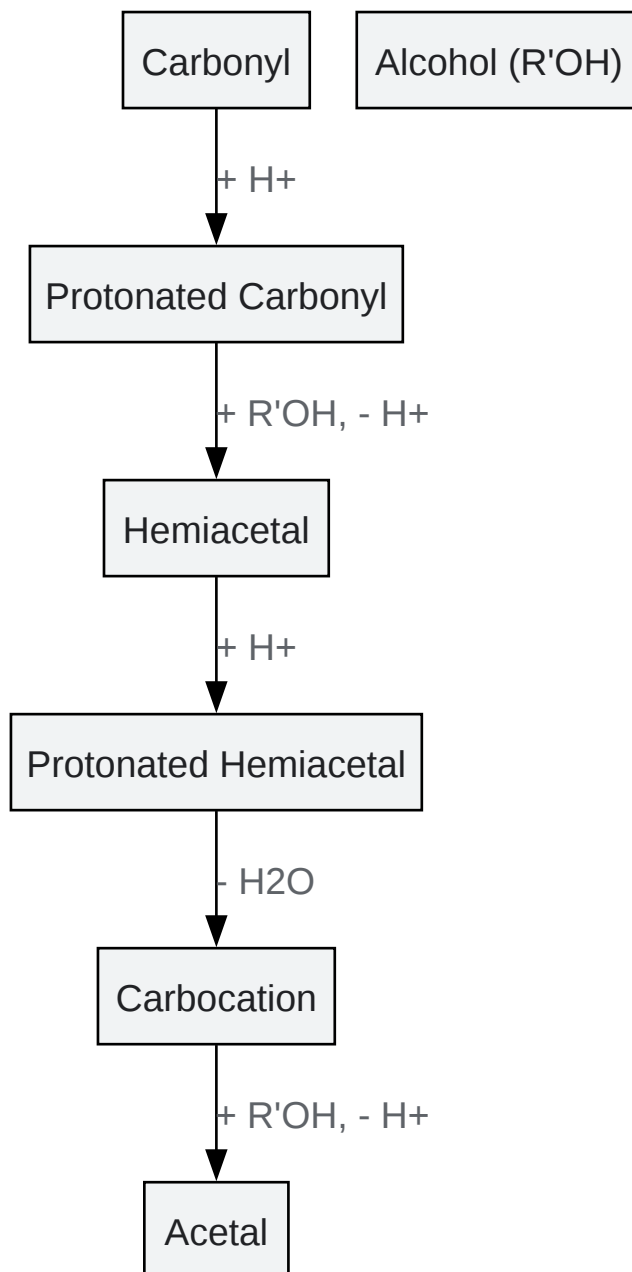 Carbonyl
Alcohol (R'OH)
+ H+
Protonated Carbonyl
+ R'OH, - H+
Hemiacetal
+ H+
Protonated Hemiacetal
- H2O
Carbocation
+ R'OH, - H+
Acetal